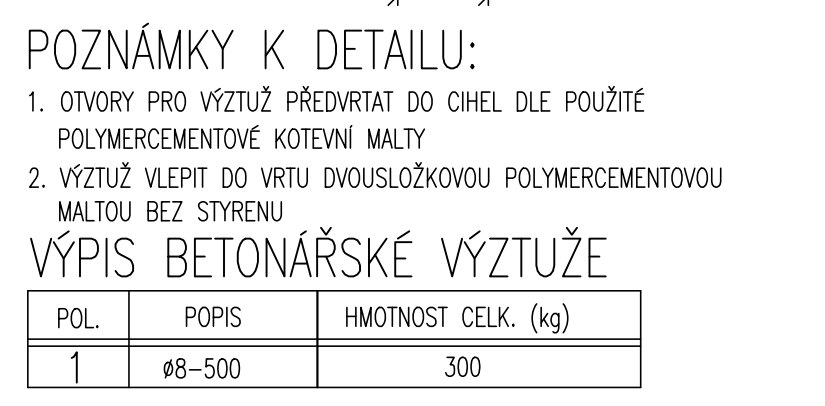 POZNÁMKY K DETAILU:
1. OTVORY PRO VÝZTUŽ PŘEDVRTAT DO CIHEL DLE POUŽITÉ
POLYMERCEMENTOVÉ KOTEVNÍ MALTY
2. VÝZTUŽ VLEPIT DO VRTU DVOUSLOŽKOVOU POLYMERCEMENTOVOU
MALTOU BEZ STYRENU
VÝPIS BETONÁŘSKÉ VÝZTUŽE
POL. POPIS HMOTNOST CELK. (kg)
1 ø8-500 300